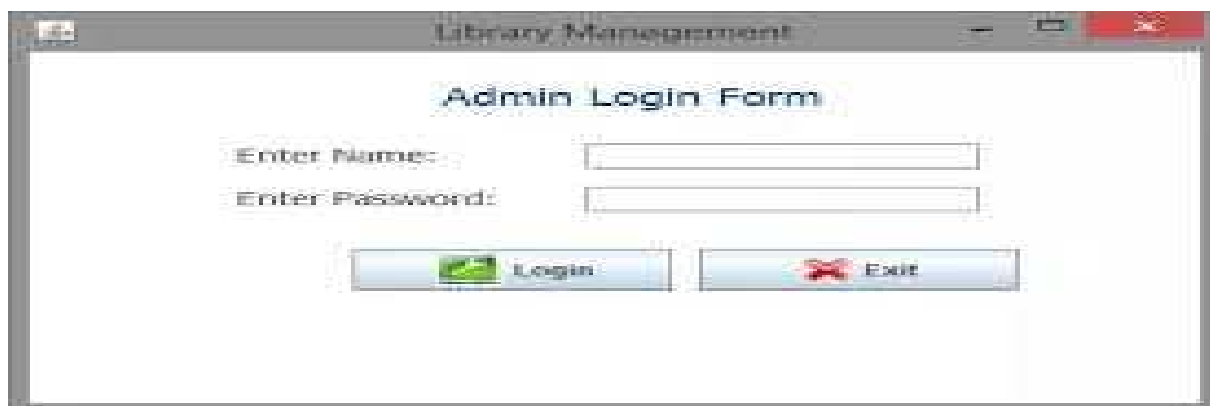 Library Management
Admin Login Form
Enter Name:
Enter Password:
Login Exit